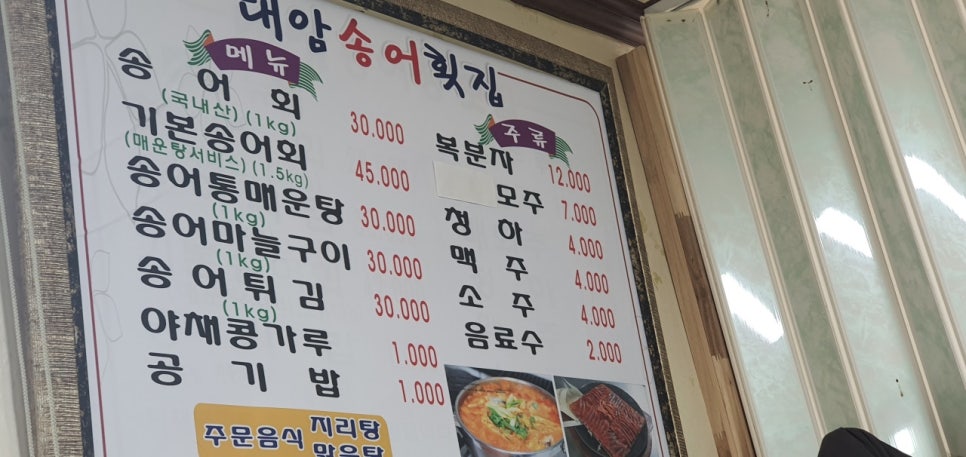 대암송어횟집
메뉴
송어회 30.000
(국내산)(1kg)
기본송어회 45.000
(매운탕서비스)(1.5kg)
송어통매운탕 30.000
(1kg)
송어마늘구이 30.000
(1kg)
송어튀김 30.000
(1kg)
야채콩가루 1.000
공기밥 1.000
주류
복분자 12.000
모주 7.000
청하 4.000
맥주 4.000
소주 4.000
음료수 2.000
주문음식
지리탕
맑은탕